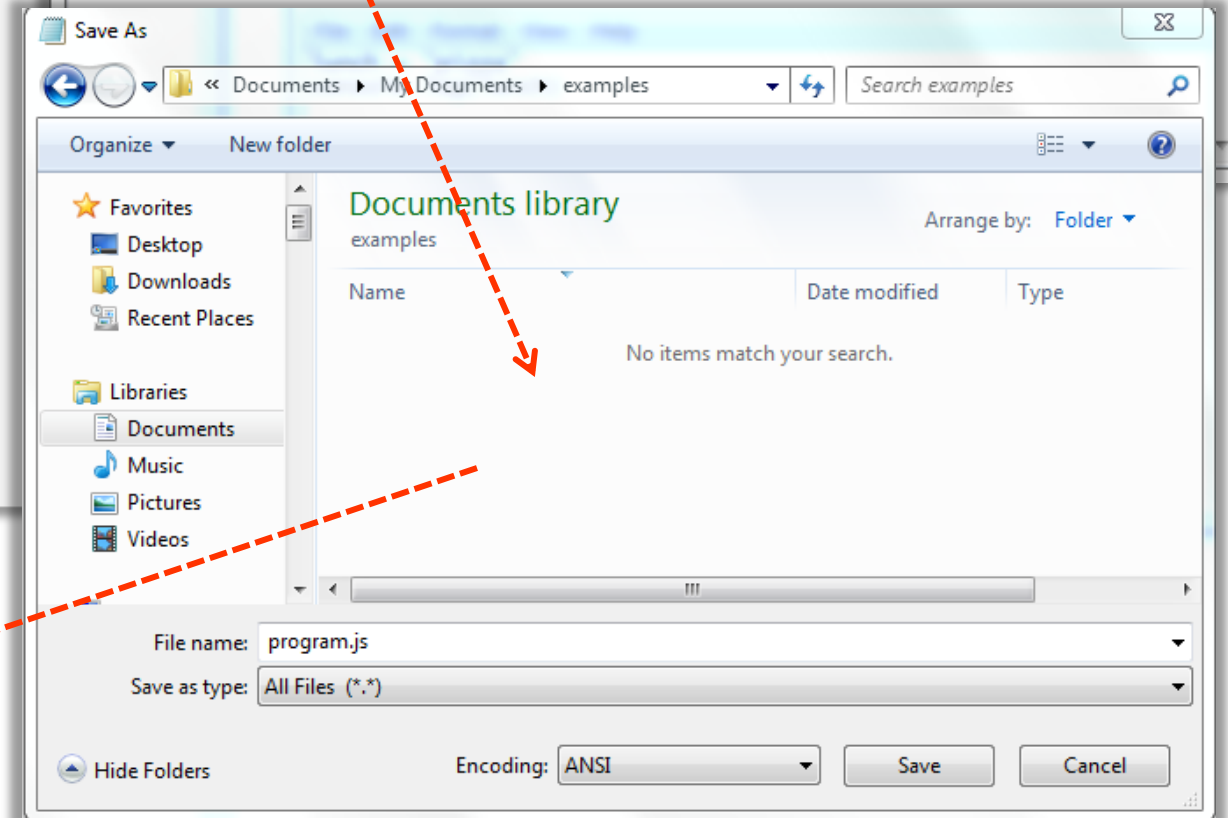 Save As
« Documents My Documents examples
Search examples
Organize New folder
Favorites
Desktop
Downloads
Recent Places
Libraries
Documents
Music
Pictures
Videos
Documents library
examples
Arrange by: Folder
Name Date modified Type
No items match your search.
File name: program.js
Save as type: All Files (*.*)
Hide Folders
Encoding: ANSI
Save
Cancel